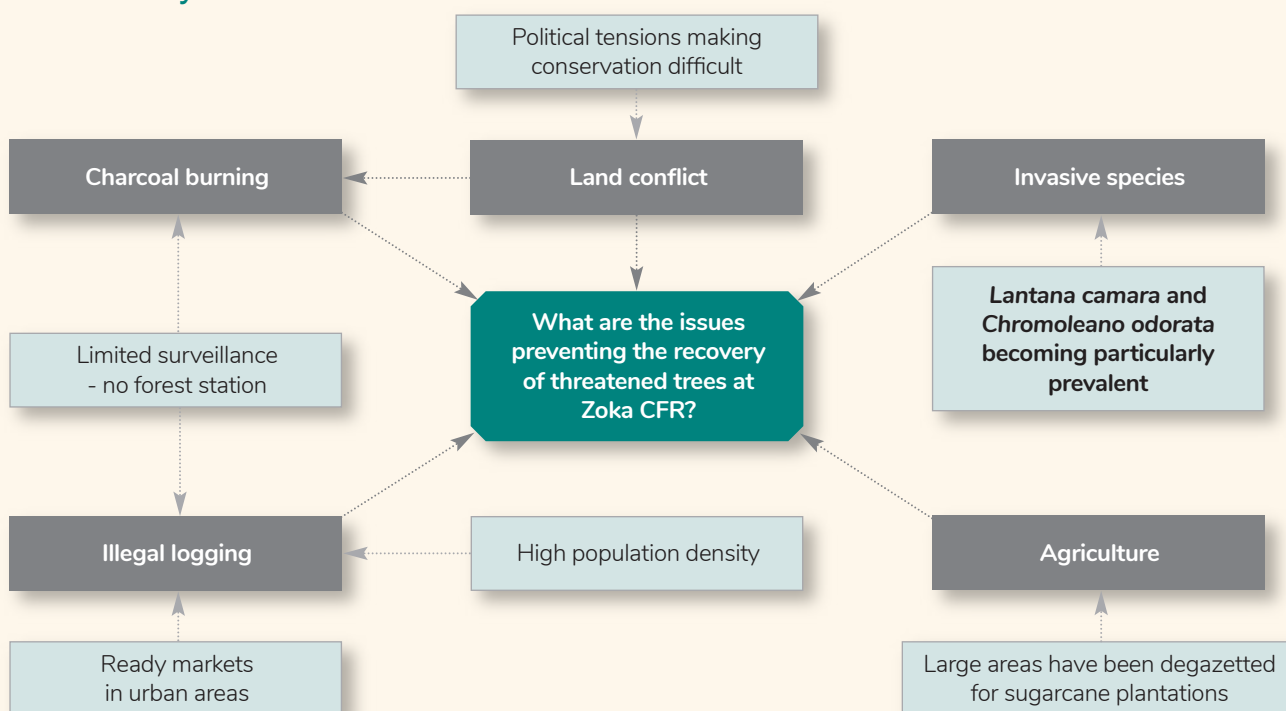 Political tensions making
conservation difficult
Charcoal burning
Land conflict
Invasive species
What are the issues
preventing the recovery
of threatened trees at
Zoka CFR?
Lantana camara and
Chromoleano odorata
becoming particularly
prevalent
Limited surveillance
- no forest station
Illegal logging
High population density
Agriculture
Ready markets
in urban areas
Large areas have been degazetted
for sugarcane plantations